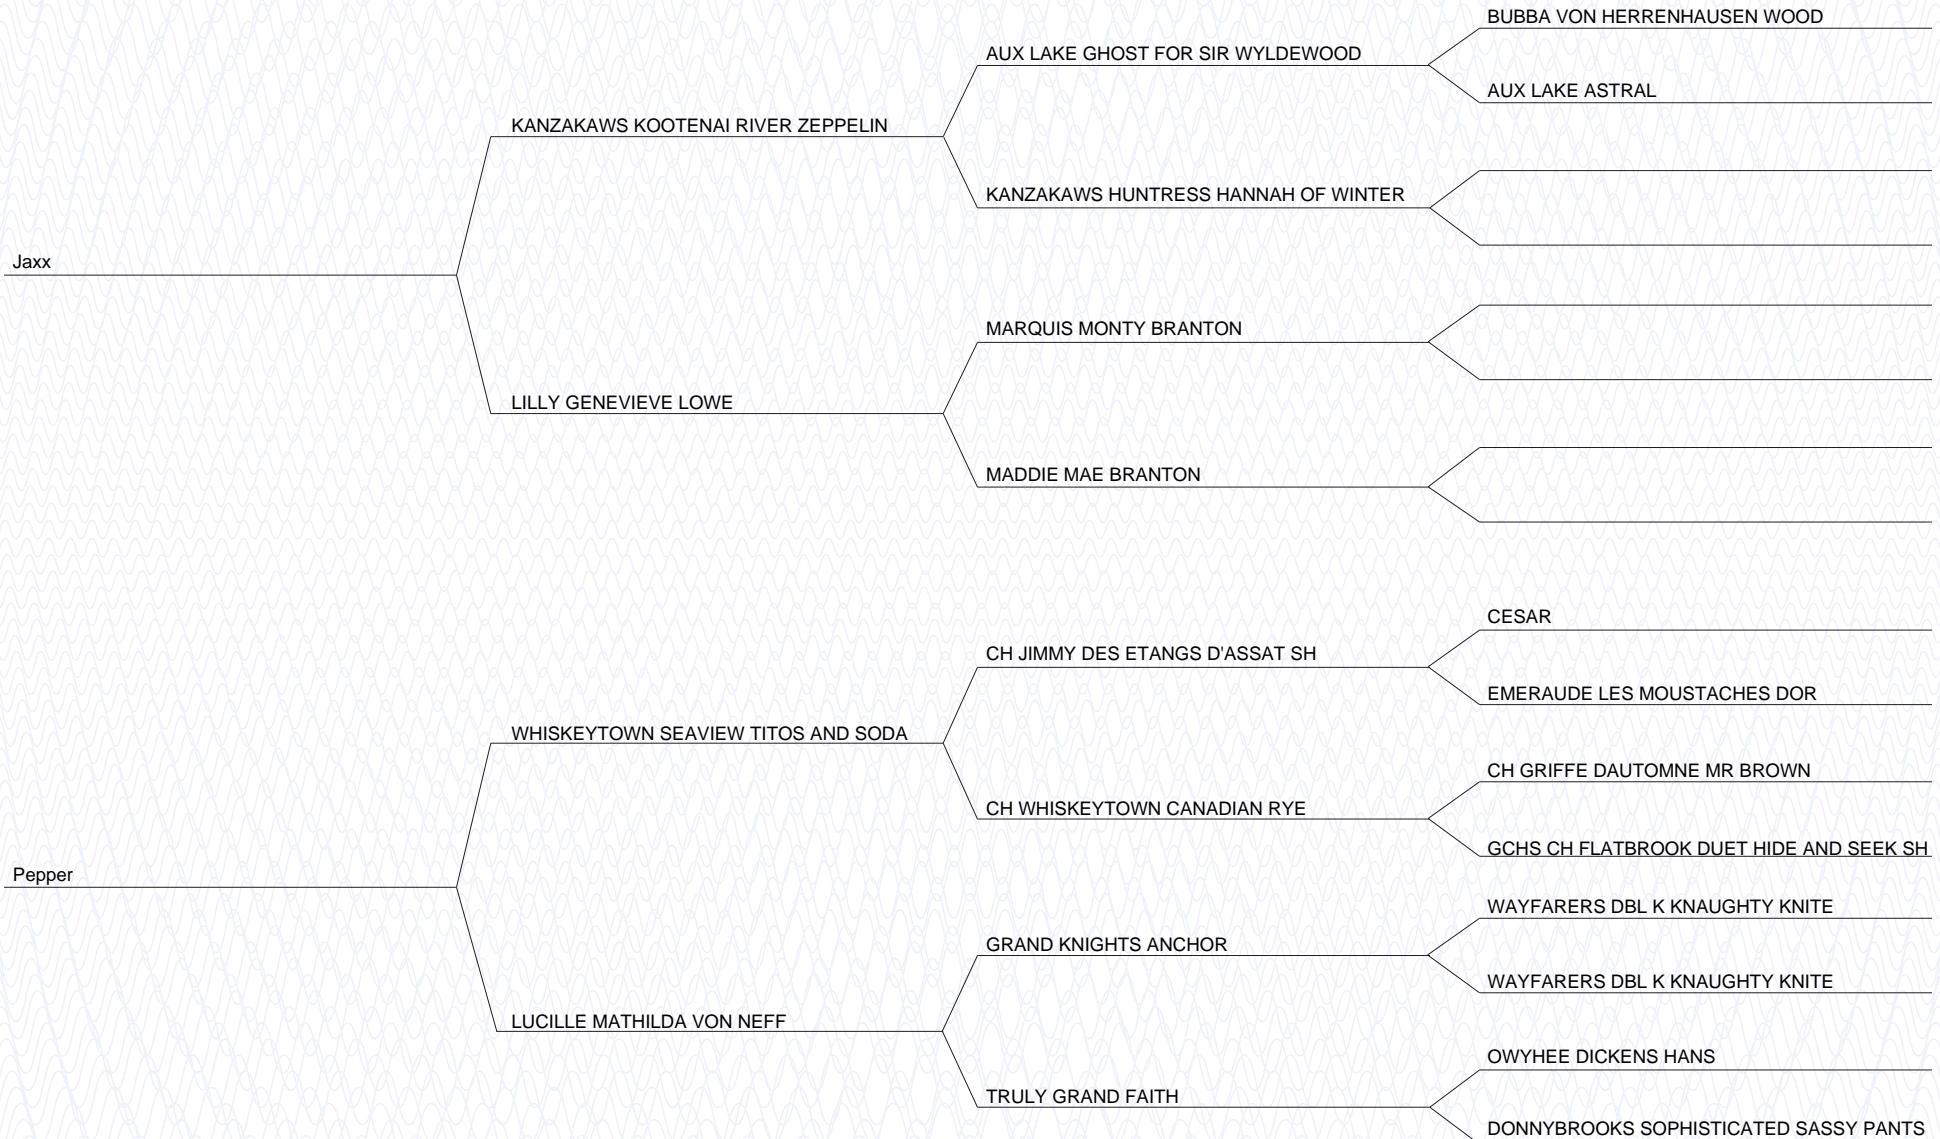 BUBBA VON HERRENHAUSEN WOOD
AUX LAKE GHOST FOR SIR WYLDEWOOD
AUX LAKE ASTRAL
KANZAKAWS KOOTENAI RIVER ZEPPELIN
KANZAKAWS HUNTRESS HANNAH OF WINTER
Jaxx
MARQUIS MONTY BRANTON
LILLY GENEVIEVE LOWE
MADDIE MAE BRANTON
CESAR
CH JIMMY DES ETANGS D'ASSAT SH
EMERAUDE LES MOUSTACHES DOR
WHISKEYTOWN SEAVIEW TITOS AND SODA
CH GRIFFE DAUTOMNE MR BROWN
CH WHISKEYTOWN CANADIAN RYE
GCHS CH FLATBROOK DUET HIDE AND SEEK SH
Pepper
WAYFARERS DBL K KNAUGHTY KNITE
GRAND KNIGHTS ANCHOR
WAYFARERS DBL K KNAUGHTY KNITE
LUCILLE MATHILDA VON NEFF
OWYHEE DICKENS HANS
TRULY GRAND FAITH
DONNYBROOKS SOPHISTICATED SASSY PANTS